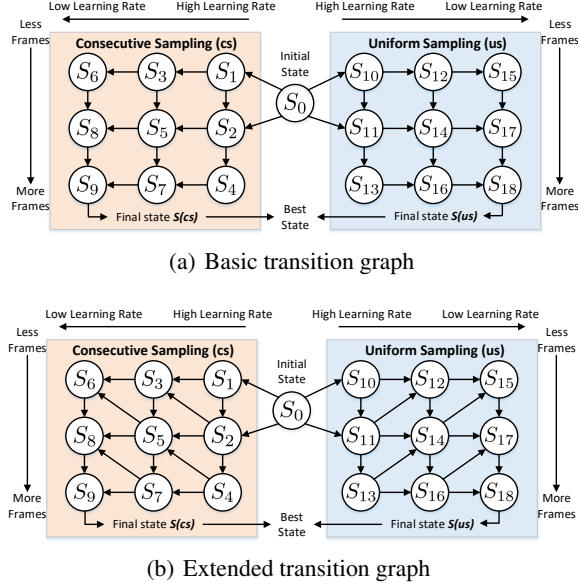 Low Learning Rate High Learning Rate High Learning Rate Low Learning Rate
Less
Frames
More
Frames
Consecutive Sampling (cs)
S6 S3 S1
S8 S5 S2
S9 S7 S4
Final state S(cs)
Initial
State
S0
Best
State
Uniform Sampling (us)
S10 S12 S15
S11 S14 S17
S13 S16 S18
Final state S(us)
Less
Frames
More
Frames
(a) Basic transition graph
Low Learning Rate High Learning Rate High Learning Rate Low Learning Rate
Less
Frames
More
Frames
Consecutive Sampling (cs)
S6 S3 S1
S8 S5 S2
S9 S7 S4
Final state S(cs)
Initial
State
S0
Best
State
Uniform Sampling (us)
S10 S12 S15
S11 S14 S17
S13 S16 S18
Final state S(us)
Less
Frames
More
Frames
(b) Extended transition graph